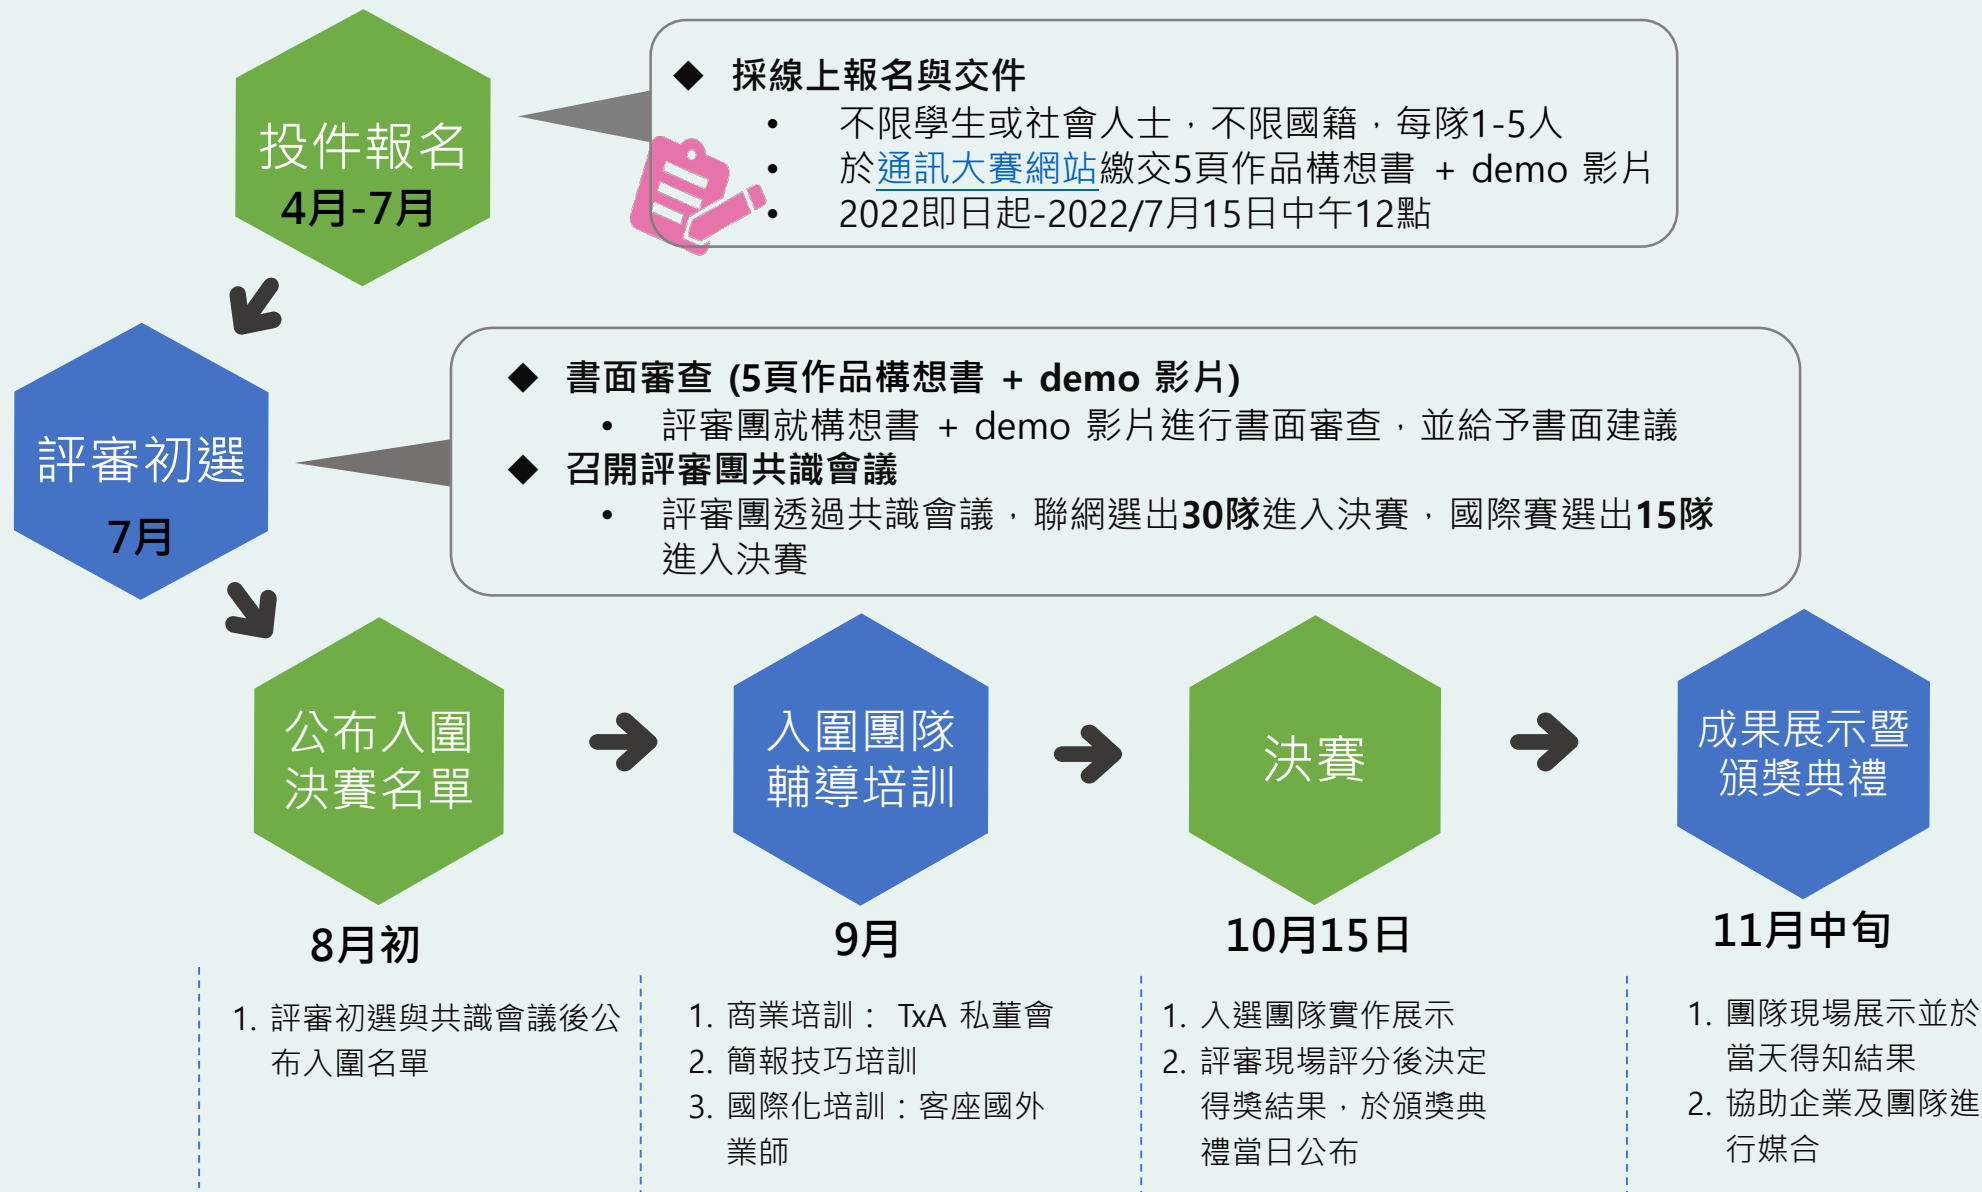 投件報名
4月-7月
◆ 採線上報名與交件
• 不限學生或社會人士，不限國籍，每隊1-5人
• 於通訊大賽網站繳交5頁作品構想書 + demo 影片
• 2022即日起-2022/7月15日中午12點
評審初選
7月
◆ 書面審查 (5頁作品構想書 + demo 影片)
• 評審團就構想書 + demo 影片進行書面審查，並給予書面建議
◆ 召開評審團共識會議
• 評審團透過共識會議，聯網選出30隊進入決賽，國際賽選出15隊
進入決賽
公布入圍
決賽名單
8月初
1. 評審初選與共識會議後公
布入圍名單
入圍團隊
輔導培訓
9月
1. 商業培訓： TxA 私董會
2. 簡報技巧培訓
3. 國際化培訓：客座國外
業師
決賽
10月15日
1. 入選團隊實作展示
2. 評審現場評分後決定
得獎結果，於頒獎典
禮當日公布
成果展示暨
頒獎典禮
11月中旬
1. 團隊現場展示並於
當天得知結果
2. 協助企業及團隊進
行媒合